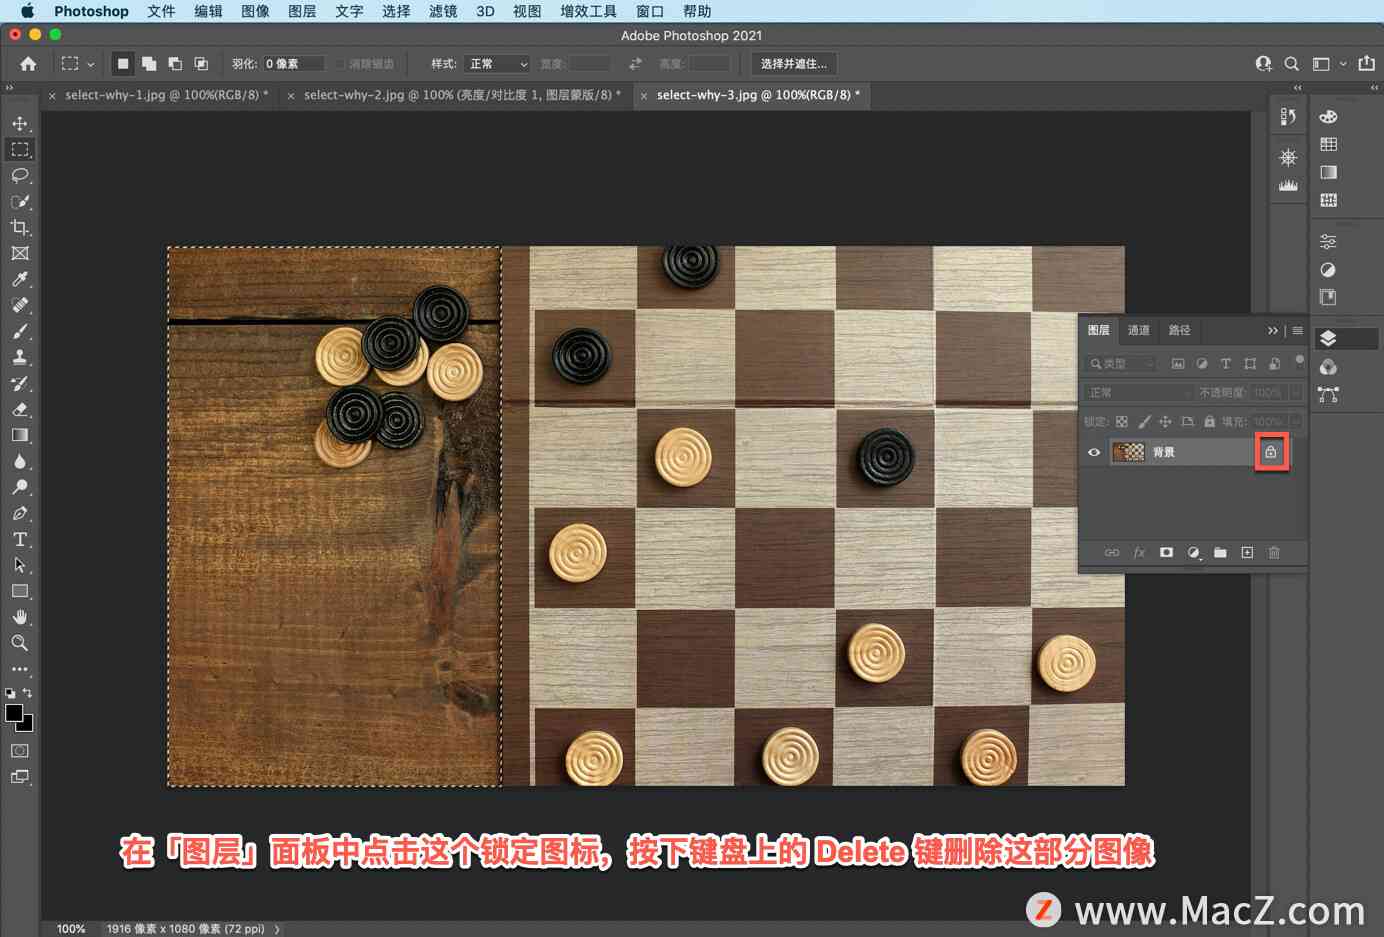 Photoshop 文件 编辑 图像 图层 文字 选择 滤镜 3D 视图 增效工具 窗口 帮助
Adobe Photoshop 2021
羽化: 0 像素 消除锯齿 样式: 正常 宽度: 高度: 选择并遮住...
select-why-1.jpg @ 100%(RGB/8) *
select-why-2.jpg @ 100% (亮度/对比度 1, 图层蒙版/8) *
select-why-3.jpg @ 100%(RGB/8) *
图层 通道 路径
类型
正常 不透明度: 100%
锁定: 填充: 100%
背景
fx
在「图层」面板中点击这个锁定图标，按下键盘上的 Delete 键删除这部分图像
Z www.MacZ.com
100% 1916 像素 x 1080 像素 (72 ppi)